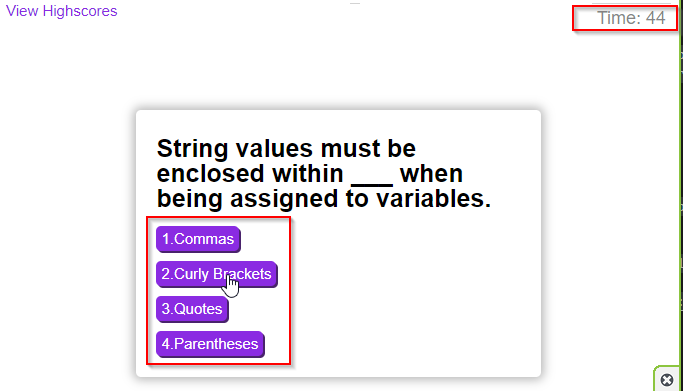 View Highscores
Time: 44
String values must be
enclosed within ___ when
being assigned to variables.
1.Commas
2.Curly Brackets
3.Quotes
4.Parentheses